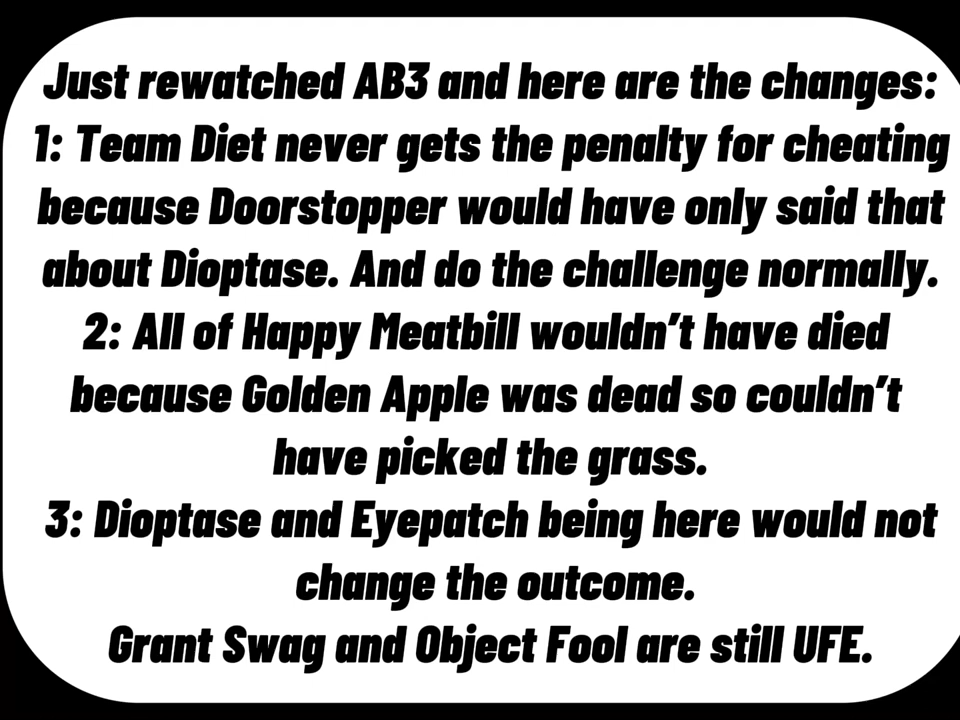 Just rewatched AB3 and here are the changes:
1: Team Diet never gets the penalty for cheating
because Doorstopper would have only said that
about Dioptase. And do the challenge normally.
2: All of Happy Meatbill wouldn't have died
because Golden Apple was dead so couldn't
have picked the grass.
3: Dioptase and Eyepatch being here would not
change the outcome.
Grant Swag and Object Fool are still UFE.